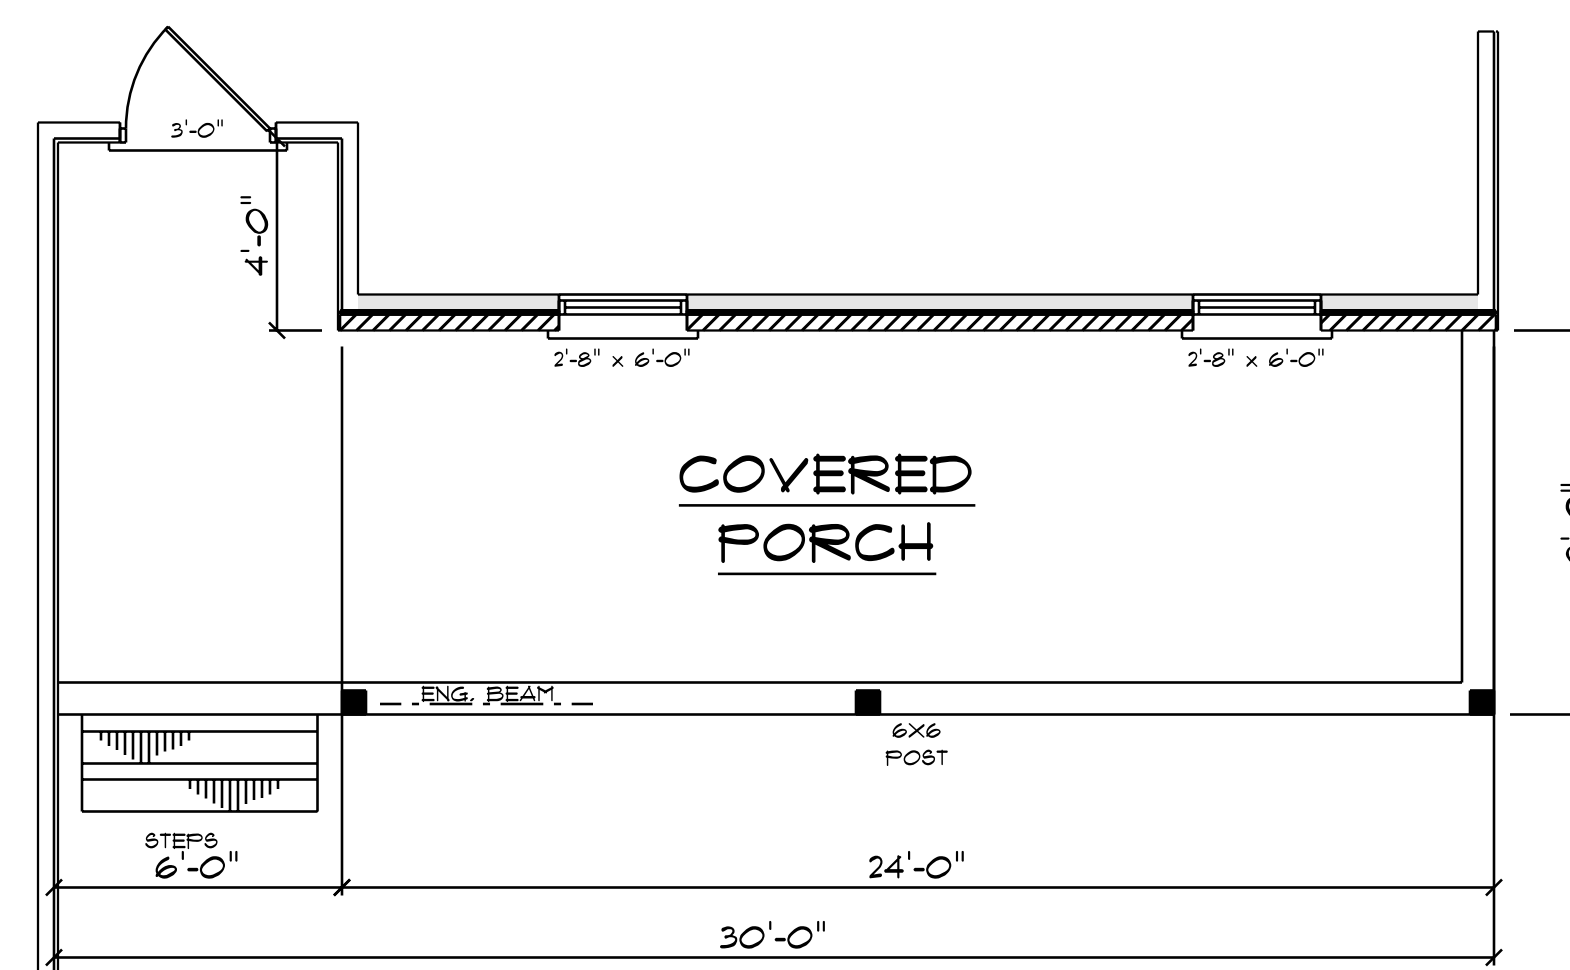 3'-0"
4'-0"
2'-8" x 6'-0"
2'-8" x 6'-0"
COVERED
PORCH
ENG. BEAM
6X6
POST
STEPS
6'-0"
24'-0"
30'-0"